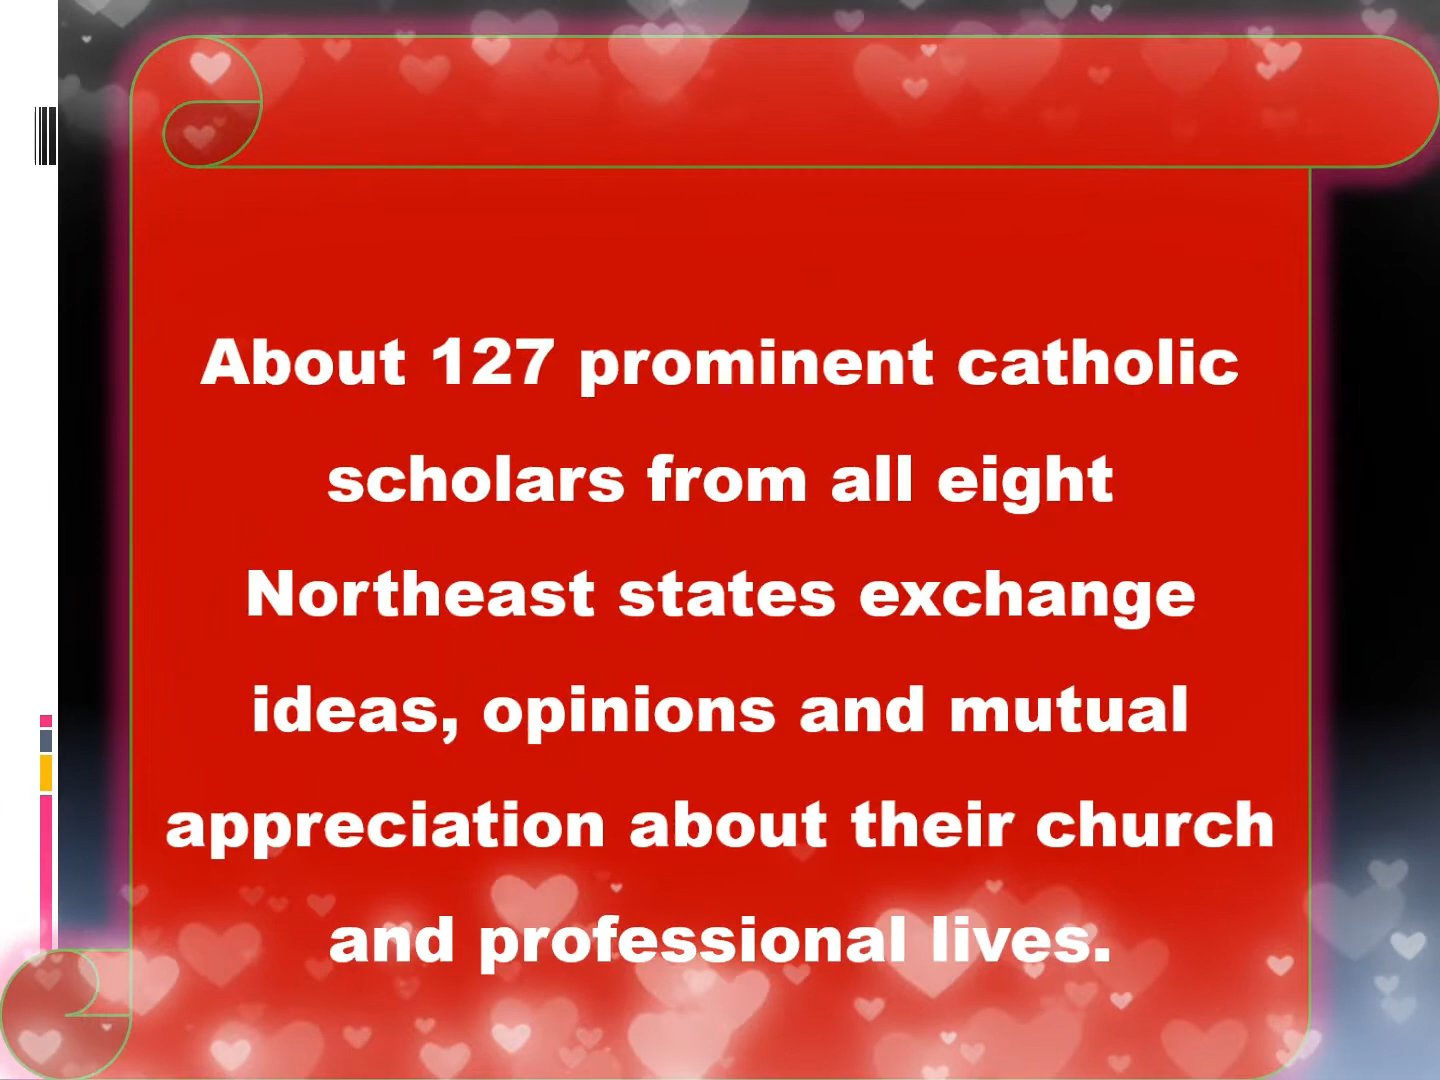 About 127 prominent catholic
scholars from all eight
Northeast states exchange
ideas, opinions and mutual
appreciation about their church
and professional lives.